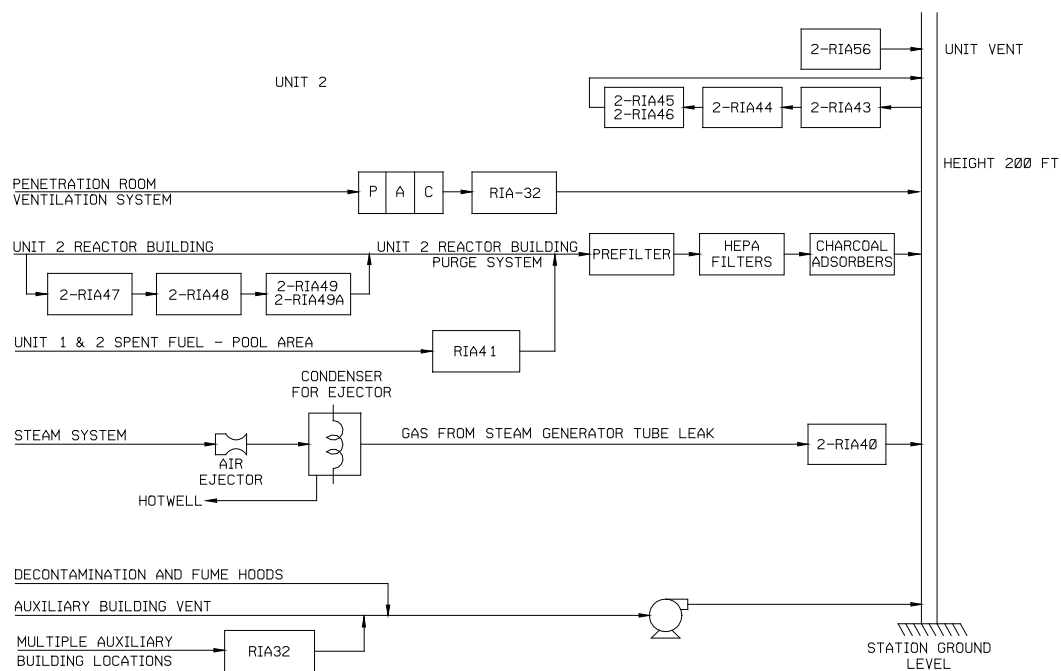 2-RIA56
UNIT VENT
UNIT 2
2-RIA45
2-RIA46
2-RIA44
2-RIA43
HEIGHT 200 FT
PENETRATION ROOM
VENTILATION SYSTEM
P A C
RIA-32
UNIT 2 REACTOR BUILDING
UNIT 2 REACTOR BUILDING
PURGE SYSTEM
PREFILTER
HEPA
FILTERS
CHARCOAL
ADSORBERS
2-RIA47
2-RIA48
2-RIA49
2-RIA49A
UNIT 1 & 2 SPENT FUEL - POOL AREA
RIA41
CONDENSER
FOR EJECTOR
STEAM SYSTEM
GAS FROM STEAM GENERATOR TUBE LEAK
2-RIA40
AIR
EJECTOR
HOTWELL
DECONTAMINATION AND FUME HOODS
AUXILIARY BUILDING VENT
MULTIPLE AUXILIARY
BUILDING LOCATIONS
RIA32
STATION GROUND
LEVEL